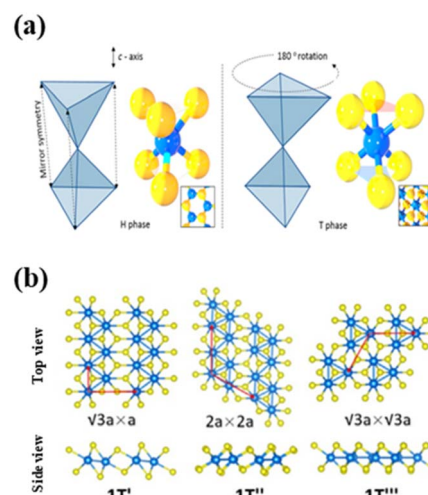 (a)
c - axis
180° rotation
Mirror symmetry
H phase
T phase
(b)
Top view
√3a×a
2a×2a
√3a×√3a
Side view
1T'
1T''
1T'''